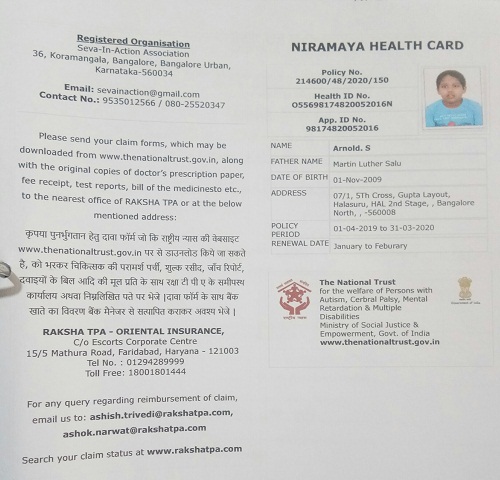 Registered Organisation
Seva-In-Action Association
36, Koramangala, Bangalore, Bangalore Urban,
Karnataka-560034
Email: sevainaction@gmail.com
Contact No.: 9535012566 / 080-25520347
Please send your claim forms, which may be
downloaded from www.thenationaltrust.gov.in, along
with the original copies of doctor's prescription paper,
fee receipt, test reports, bill of the medicinesto etc.,
to the nearest office of RAKSHA TPA or at the below
mentioned address:
कृपया पुनर्भुगतान हेतु दावा फॉर्म जो कि राष्ट्रीय न्यास की वेबसाइट
www.thenationaltrust.gov.in पर से डाउनलोड किये जा सकते
है, को भरकर चिकित्सक की परामर्श पर्ची, शुल्क रसीद, जाँच रिपोर्ट,
दवाइयों के बिल आदि की मूल प्रति के साथ रक्षा टी पी ए के समीपस्थ
कार्यालय अथवा निम्नलिखित पते पर भेजे |दावा फॉर्म के साथ बैंक
खाते का विवरण बैंक मैनेजर से सत्यापित कराकर अवश्य भेजे |
RAKSHA TPA - ORIENTAL INSURANCE,
C/o Escorts Corporate Centre
15/5 Mathura Road, Faridabad, Haryana - 121003
Tel No. : 01294289999
Toll Free: 18001801444
For any query regarding reimbursement of claim,
email us to: ashish.trivedi@rakshatpa.com,
ashok.narwat@rakshatpa.com
Search your claim status at www.rakshatpa.com
NIRAMAYA HEALTH CARD
Policy No.
214600/48/2020/150
Health ID No.
O55698174820052016N
App. ID No.
98174820052016
NAME Arnold. S
FATHER NAME Martin Luther Salu
DATE OF BIRTH 01-Nov-2009
ADDRESS 07/1, 5Th Cross, Gupta Layout,
Halasuru, HAL 2nd Stage, , Bangalore
North, , -560008
POLICY PERIOD 01-04-2019 to 31-03-2020
RENEWAL DATE January to Feburary
The National Trust
for the welfare of Persons with
Autism, Cerbral Palsy, Mental
Retardation & Multiple
Disabilities
Ministry of Social Justice &
Empowerment, Govt. of India
www.thenationaltrust.gov.in